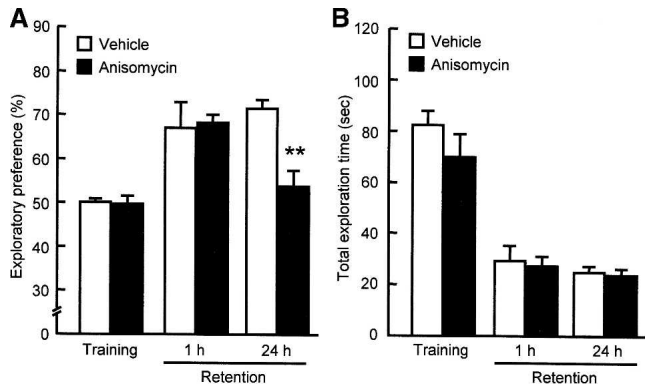 A
Exploratory preference (%)
90
80
70
60
50
40
30
0
Vehicle
Anisomycin
**
Training
1 h
24 h
Retention
B
Total exploration time (sec)
120
100
80
60
40
20
0
Vehicle
Anisomycin
Training
1 h
24 h
Retention